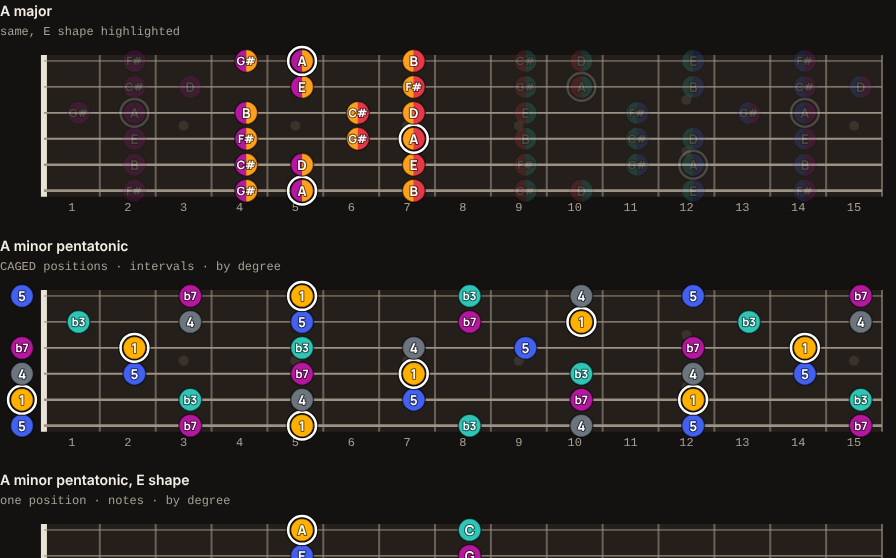 A major
same, E shape highlighted
F# G# A B C# D E F#
C# D E F# G# A B C# D
G# A B C# D E F# G# A
E F# G# A B C# D E
B C# D E F# G# A B
F# G# A B C# D E F#
1 2 3 4 5 6 7 8 9 10 11 12 13 14 15
A minor pentatonic
CAGED positions · intervals · by degree
5 b7 1 b3 4 5 b7
b3 4 5 b7 1 b3 4
b7 1 b3 4 5 b7 1
4 5 b7 1 b3 4 5
1 b3 4 5 b7 1 b3
5 b7 1 b3 4 5 b7
1 2 3 4 5 6 7 8 9 10 11 12 13 14 15
A minor pentatonic, E shape
one position · notes · by degree
A C